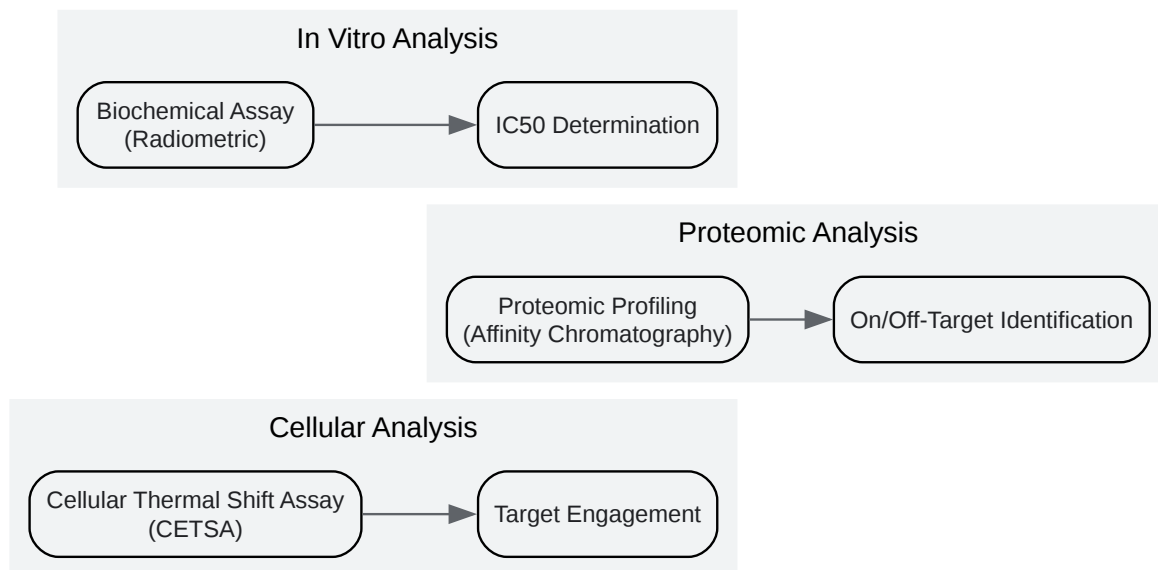 In Vitro Analysis
Biochemical Assay
(Radiometric)
IC50 Determination
Proteomic Analysis
Proteomic Profiling
(Affinity Chromatography)
On/Off-Target Identification
Cellular Analysis
Cellular Thermal Shift Assay
(CETSA)
Target Engagement